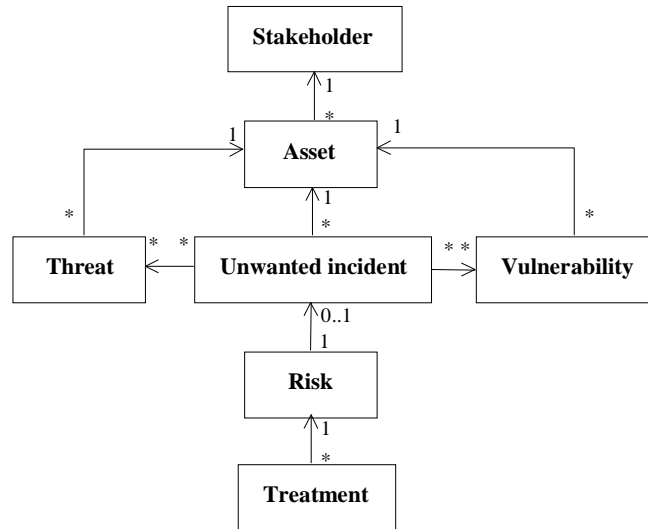 Stakeholder
1
*
1
1
Asset
1
*
*
*
*
*
* *
Threat
Unwanted incident
Vulnerability
0..1
1
Risk
1
*
Treatment